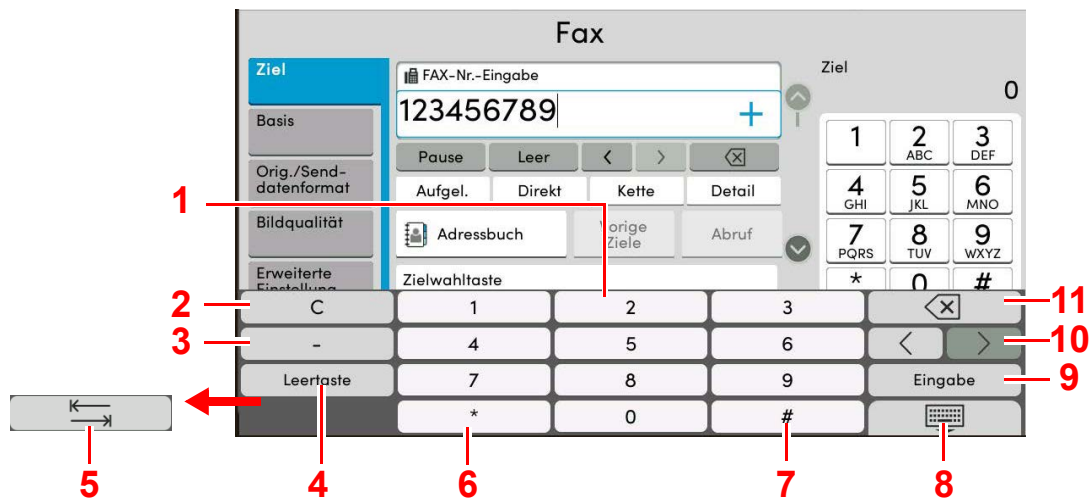 Fax
Ziel
Basis
Orig./Send-
datenformat
Bildqualität
Erweiterte
Einstellung
FAX-Nr.-Eingabe
123456789
Pause Leer < >
Aufgel. Direkt Kette Detail
Adressbuch
Vorige
Ziele
Abruf
Zielwahltaste
Ziel
0
1 2 3
ABC DEF
4 5 6
GHI JKL MNO
7 8 9
PQRS TUV WXYZ
* 0 #
C 1 2 3
- 4 5 6 < >
Leertaste 7 8 9 Eingabe
* 0 #
1
2
3
4
5
6
7
8
9
10
11